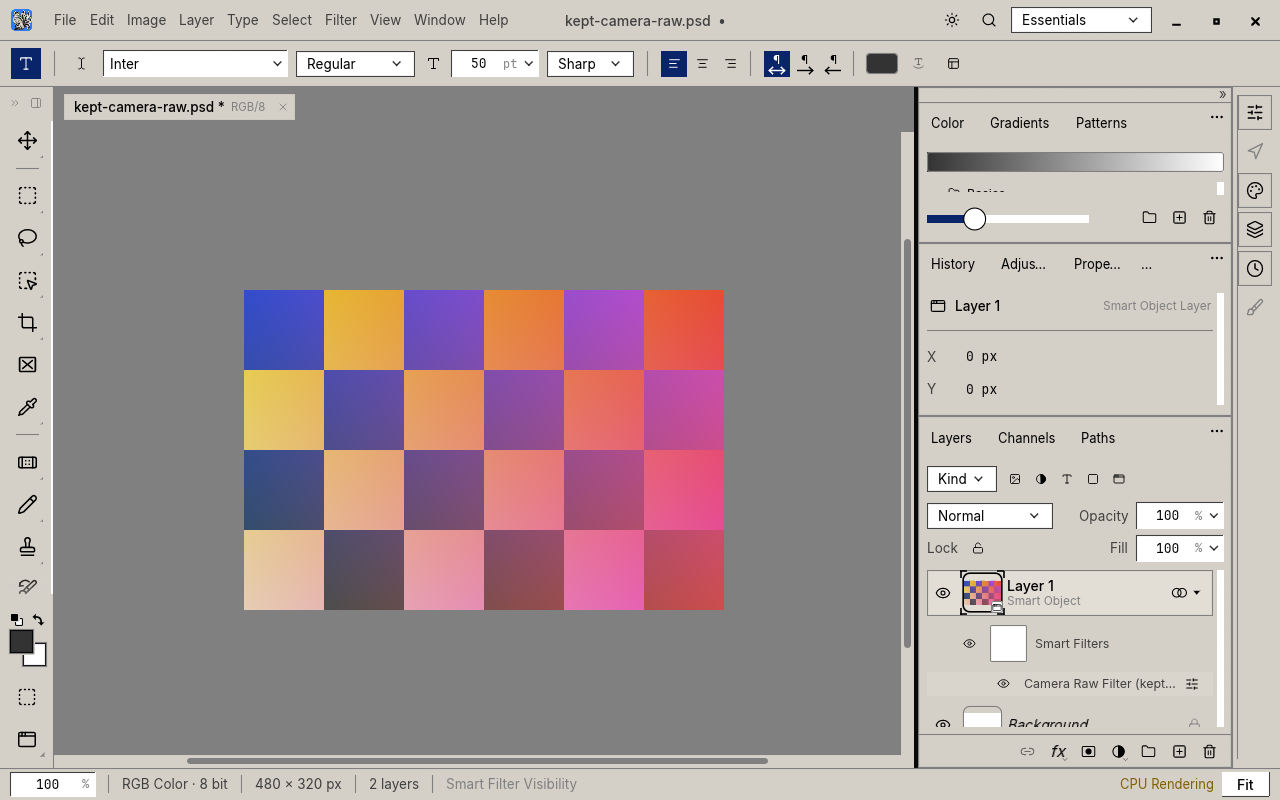 File Edit Image Layer Type Select Filter View Window Help
kept-camera-raw.psd •
Essentials
Inter
Regular
50 pt
Sharp
kept-camera-raw.psd * RGB/8
Color Gradients Patterns
Basics
History Adjus... Prope... ...
Layer 1 Smart Object Layer
X 0 px
Y 0 px
Layers Channels Paths
Kind
Normal Opacity 100 %
Lock Fill 100 %
Layer 1
Smart Object
Smart Filters
Camera Raw Filter (kept...
Background
fx
100 % RGB Color · 8 bit 480 × 320 px 2 layers Smart Filter Visibility CPU Rendering Fit